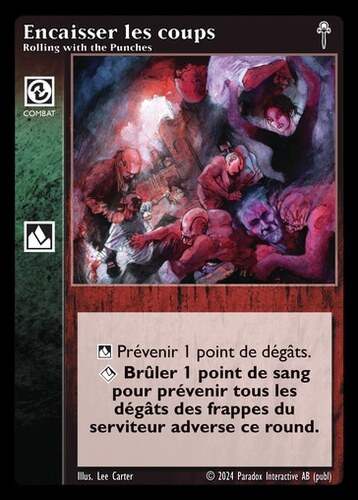 Encaisser les coups
Rolling with the Punches
COMBAT
Prévenir 1 point de dégâts.
Brûler 1 point de sang
pour prévenir tous les
dégâts des frappes du
serviteur adverse ce round.
Illus. Lee Carter © 2024 Paradox Interactive AB (publ)